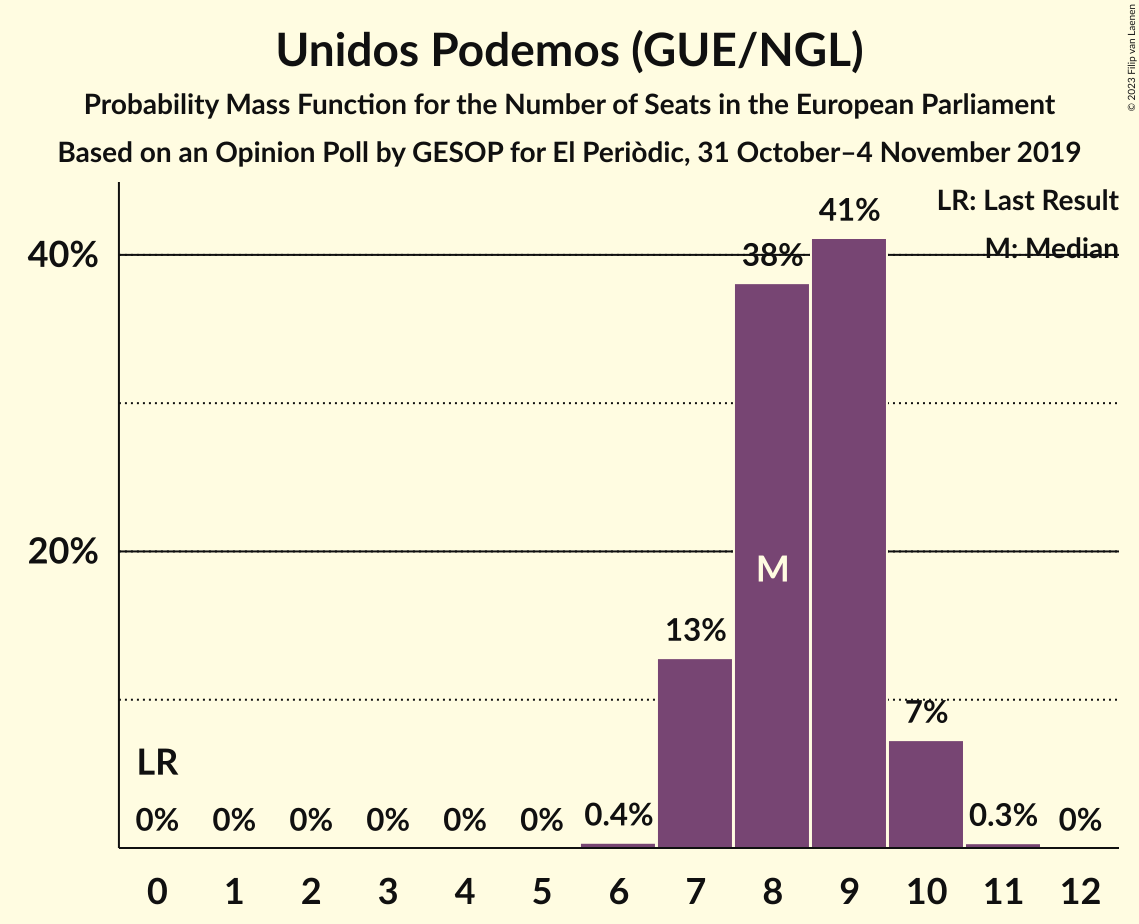 Unidos Podemos (GUE/NGL)
Probability Mass Function for the Number of Seats in the European Parliament
Based on an Opinion Poll by GESOP for El Periòdic, 31 October–4 November 2019
© 2023 Filip van Laenen
LR: Last Result
M: Median
40%
20%
41%
38%
M
13%
7%
LR
0% 0% 0% 0% 0% 0% 0.4% 0.3% 0%
0 1 2 3 4 5 6 7 8 9 10 11 12